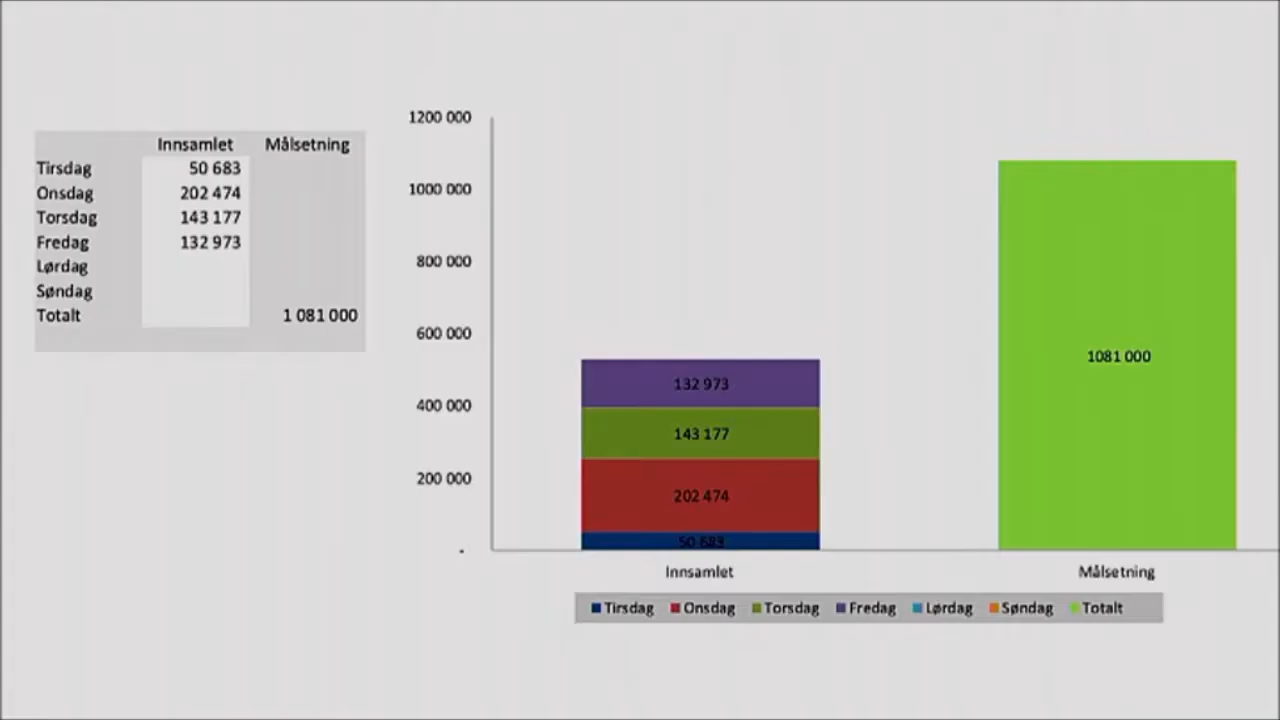 Innsamlet Målsetning
Tirsdag 50 683
Onsdag 202 474
Torsdag 143 177
Fredag 132 973
Lørdag
Søndag
Totalt 1 081 000
1200 000
1000 000
800 000
600 000
400 000
200 000
-
132 973
143 177
202 474
50 683
1081 000
Innsamlet Målsetning
Tirsdag Onsdag Torsdag Fredag Lørdag Søndag Totalt